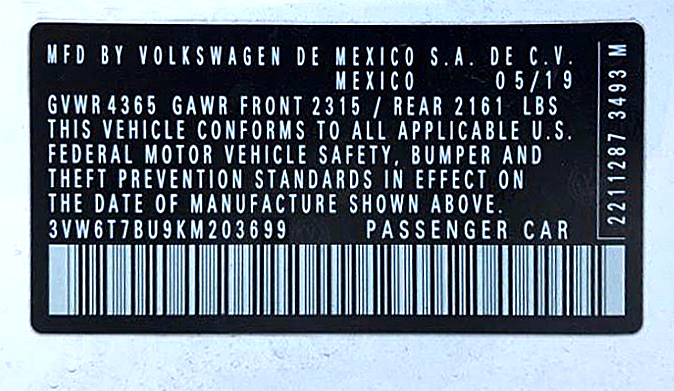 MFD BY VOLKSWAGEN DE MEXICO S.A. DE C.V.
MEXICO 05/19
GVWR 4365 GAWR FRONT 2315 / REAR 2161 LBS
THIS VEHICLE CONFORMS TO ALL APPLICABLE U.S.
FEDERAL MOTOR VEHICLE SAFETY, BUMPER AND
THEFT PREVENTION STANDARDS IN EFFECT ON
THE DATE OF MANUFACTURE SHOWN ABOVE.
3VW6T7BU9KM203699 PASSENGER CAR
2211287 3493 M